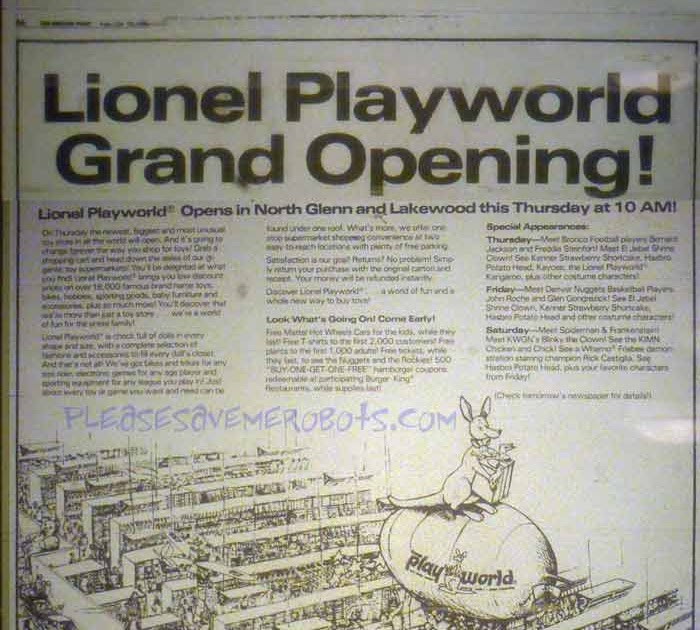 Lionel Playworld
Grand Opening!
Lionel Playworld® Opens in North Glenn and Lakewood this Thursday at 10 AM!
On Thursday the newest, biggest and most unusual
toy store in all the world will open. And it's going to
change forever the way you shop for toys! Grab a
shopping cart and head down the aisles of our gi-
gantic toy supermarkets! You'll be delighted at what
you find. Lionel Playworld® brings you low discount
prices on over 18,000 famous brand name toys,
bikes, hobbies, sporting goods, baby furniture and
accessories, plus so much more! You'll discover that
we're more than just a toy store . . . we're a world
of fun for the entire family!
Lionel Playworld® is chock full of dolls in every
shape and size, with a complete selection of
fashions and accessories to fill every doll's closet.
And that's not all! We've got bikes and trikes for any
size rider, electronic games for any age player and
sporting equipment for any league you play in! Just
about every toy or game you want and need can be
found under one roof. What's more, we offer one-
stop supermarket shopping convenience at two
easy-to-reach locations with plenty of free parking.
Satisfaction is our goal! Returns? No problem! Sim-
ply return your purchase with the original carton and
receipt. Your money will be refunded instantly.
Discover Lionel Playworld® . . . a world of fun and a
whole new way to buy toys!
Look What's Going On! Come Early!
Free Mattel Hot Wheels Cars for the kids, while they
last! Free T-shirts to the first 2,000 customers! Free
plants to the first 1,000 adults! Free tickets, while
they last, to see the Nuggets and the Rockies! 500
"BUY-ONE-GET-ONE-FREE" hamburger coupons
redeemable at participating Burger King®
Restaurants, while supplies last!
Special Appearances:
Thursday—Meet Bronco Football players Bernard
Jackson and Freddie Steinfort! Meet El Jebel Shrine
Clown! See Kenner Strawberry Shortcake, Hasbro
Potato Head, Kaycee, the Lionel Playworld®
Kangaroo, plus other costume characters!
Friday—Meet Denver Nuggets Basketball Players,
John Roche and Glen Gondrezick! See El Jebel
Shrine Clown, Kenner Strawberry Shortcake,
Hasbro Potato Head and other costume characters!
Saturday—Meet Spiderman & Frankenstein!
Meet KWGN's Blinky the Clown! See the KIMN
Chicken and Chick! See a Whamo® Frisbee demon-
stration starring champion Rick Castiglia. See
Hasbro Potato Head, plus your favorite characters
from Friday!
(Check tomorrow's newspaper for details!)
PLEASESAVEMEROBOTS.COM
play world